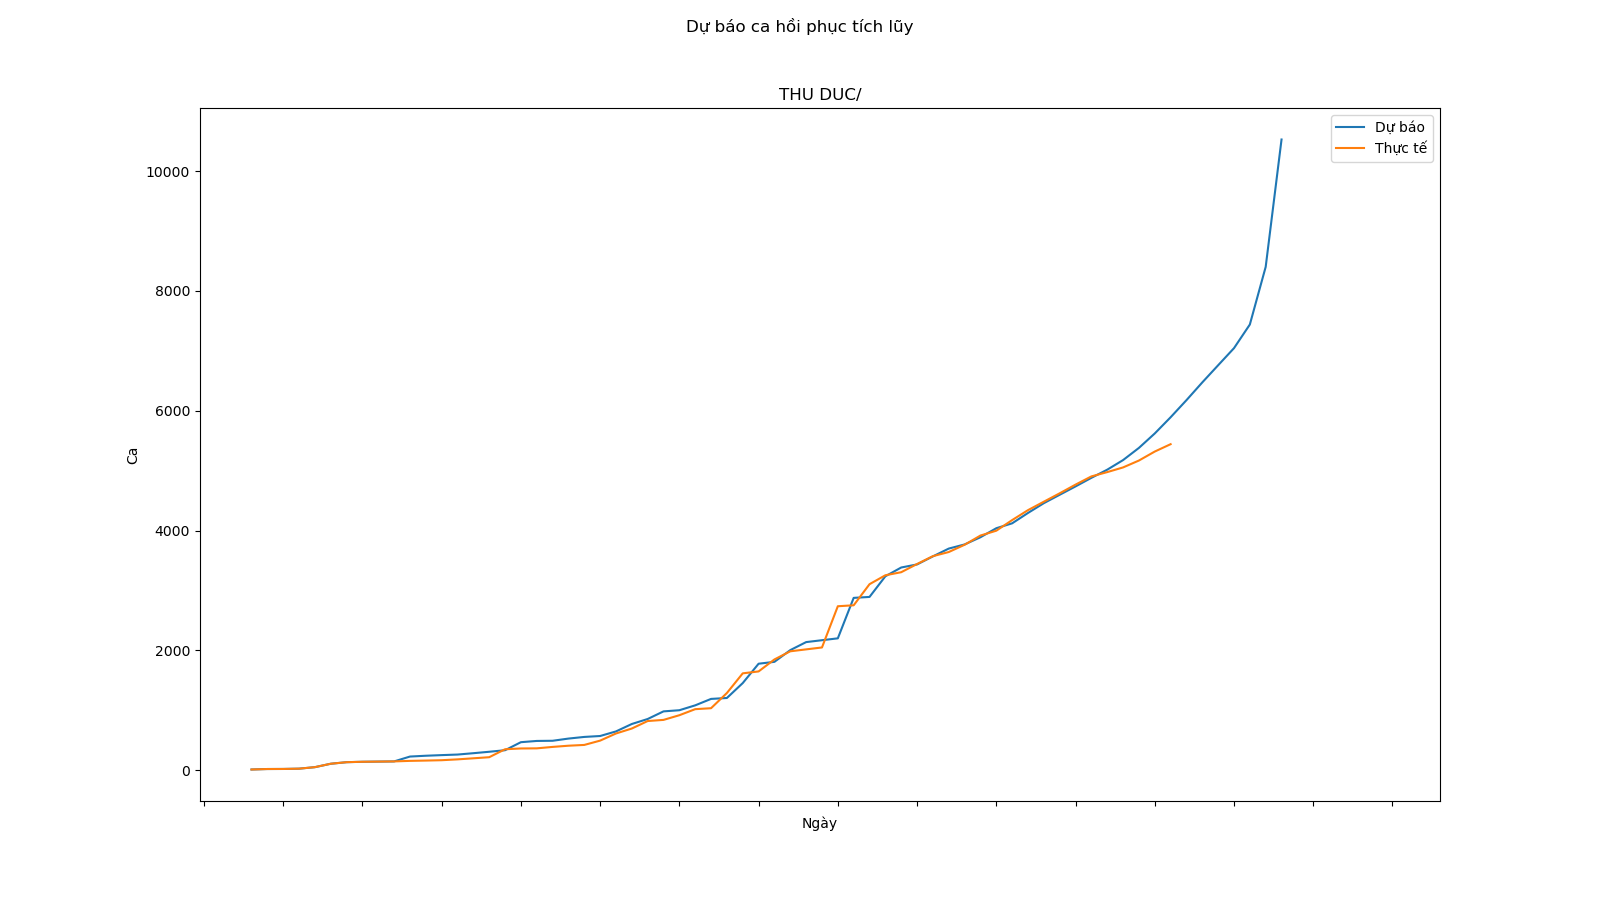 Dự báo ca hồi phục tích lũy
THU DUC/
Dự báo
Thực tế
10000
8000
6000
4000
2000
0
Ca
Ngày